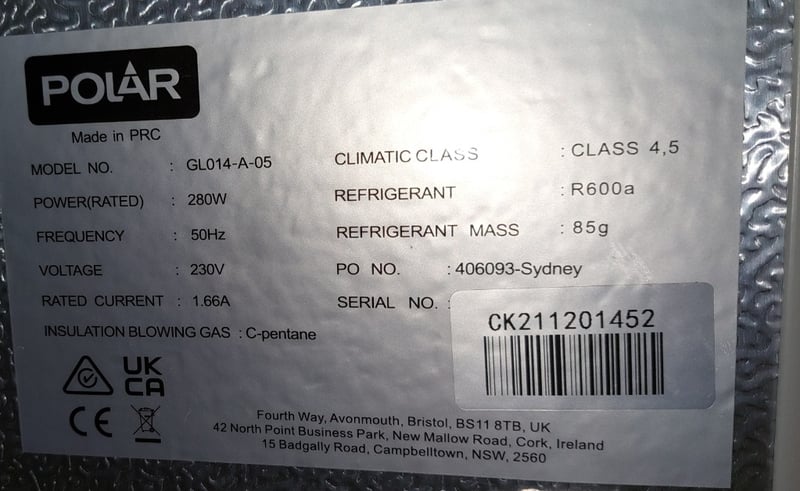 POLAR
Made in PRC
MODEL NO. : GL014-A-05
POWER(RATED) : 280W
FREQUENCY : 50Hz
VOLTAGE : 230V
RATED CURRENT : 1.66A
INSULATION BLOWING GAS : C-pentane
CLIMATIC CLASS : CLASS 4,5
REFRIGERANT : R600a
REFRIGERANT MASS : 85g
PO NO. : 406093-Sydney
SERIAL NO. :
CK211201452
UK
CA
CE
Fourth Way, Avonmouth, Bristol, BS11 8TB, UK
42 North Point Business Park, New Mallow Road, Cork, Ireland
15 Badgally Road, Campbelltown, NSW, 2560